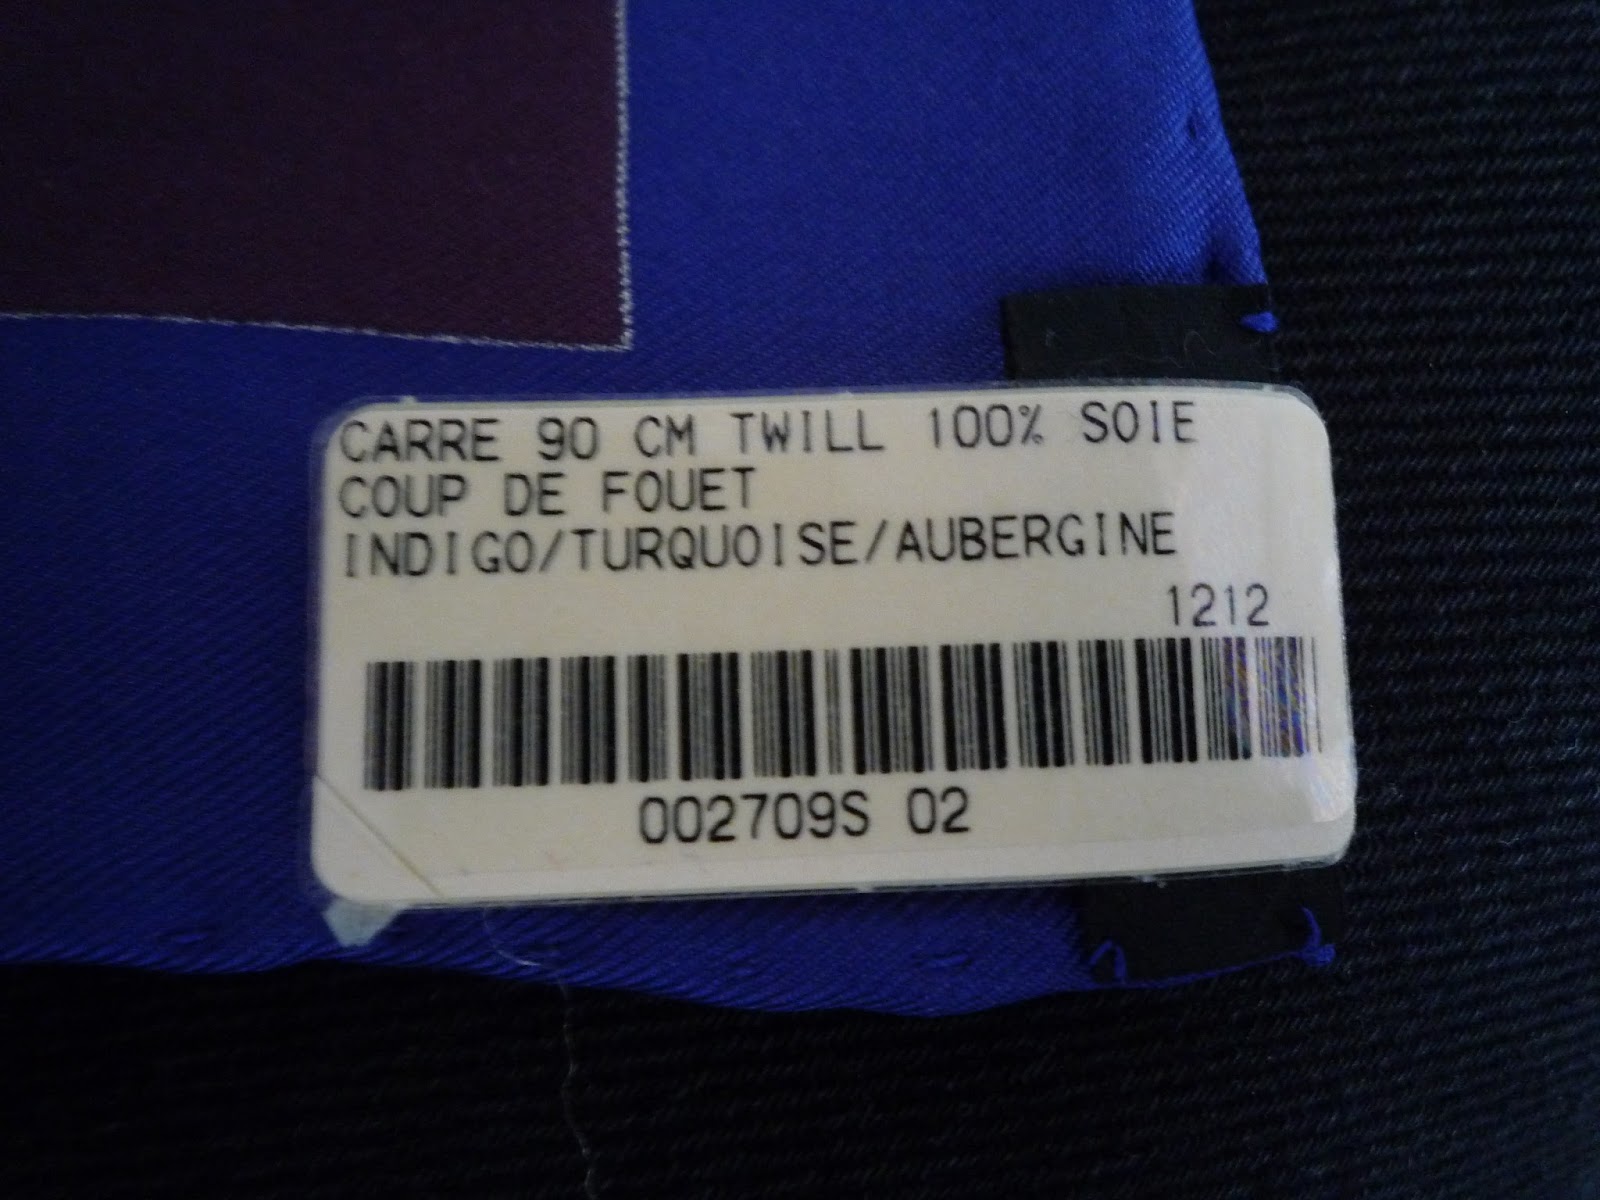 CARRE 90 CM TWILL 100% SOIE
COUP DE FOUET
INDIGO/TURQUOISE/AUBERGINE
1212
002709S 02